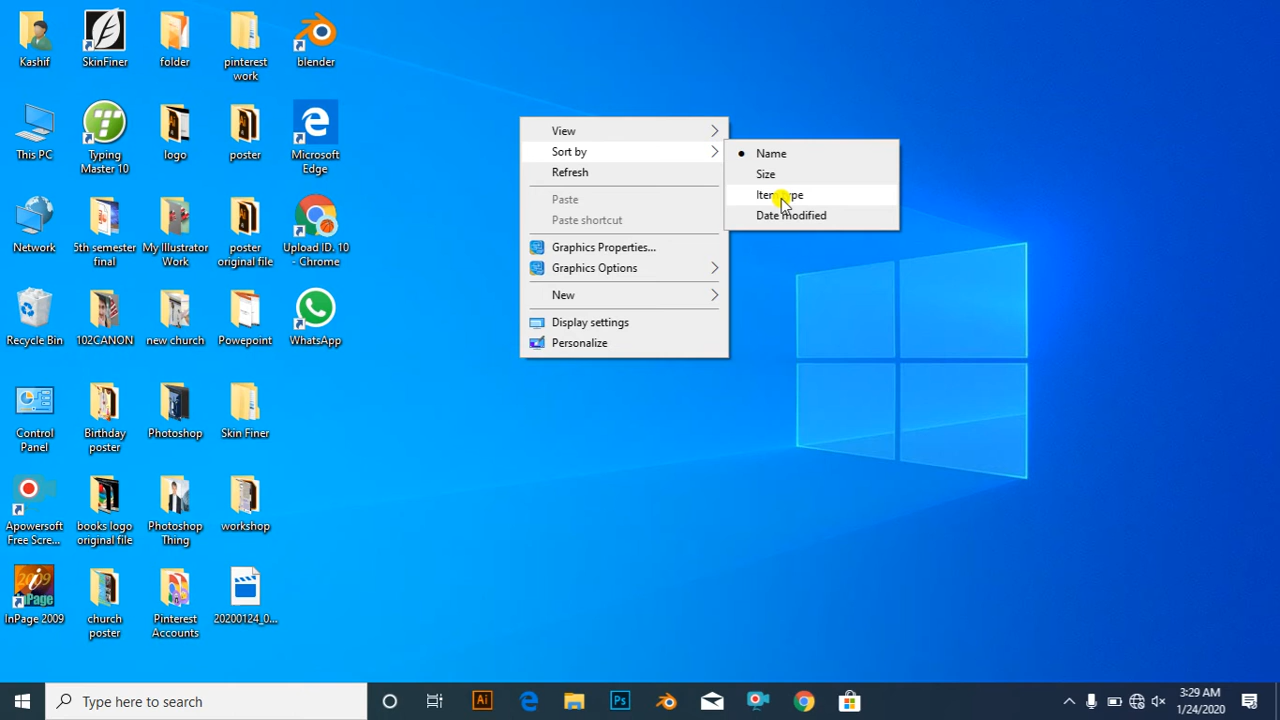 Kashif
SkinFiner
folder
pinterest
work
blender
This PC
Typing
Master 10
logo
poster
Microsoft
Edge
Network
5th semester
final
My Illustrator
Work
poster
original file
Upload ID. 10
- Chrome
Recycle Bin
102CANON
new church
Powepoint
WhatsApp
Control
Panel
Birthday
poster
Photoshop
Skin Finer
Apowersoft
Free Scre...
books logo
original file
Photoshop
Thing
workshop
2009
InPage
InPage 2009
church
poster
Pinterest
Accounts
20200124_0...
View
Sort by
Refresh
Paste
Paste shortcut
Graphics Properties...
Graphics Options
New
Display settings
Personalize
Name
Size
Item type
Date modified
Type here to search
Ai
Ps
3:29 AM
1/24/2020